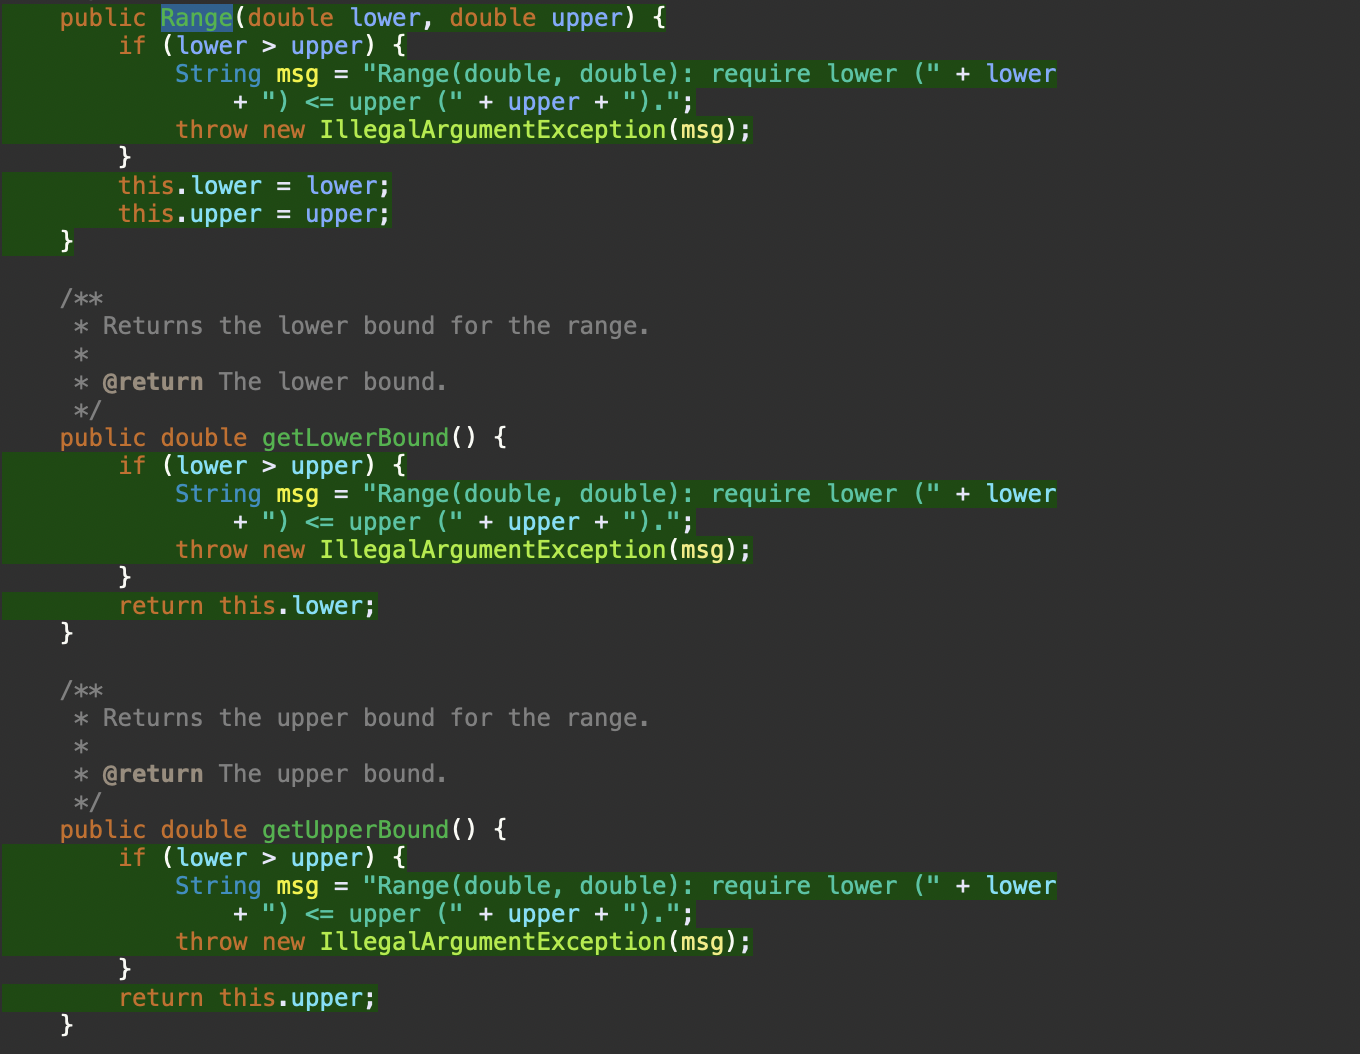 public Range(double lower, double upper) {
if (lower > upper) {
String msg = "Range(double, double): require lower (" + lower
+ ") <= upper (" + upper + ").";
throw new IllegalArgumentException(msg);
}
this.lower = lower;
this.upper = upper;
}
/**
* Returns the lower bound for the range.
*
* @return The lower bound.
*/
public double getLowerBound() {
if (lower > upper) {
String msg = "Range(double, double): require lower (" + lower
+ ") <= upper (" + upper + ").";
throw new IllegalArgumentException(msg);
}
return this.lower;
}
/**
* Returns the upper bound for the range.
*
* @return The upper bound.
*/
public double getUpperBound() {
if (lower > upper) {
String msg = "Range(double, double): require lower (" + lower
+ ") <= upper (" + upper + ").";
throw new IllegalArgumentException(msg);
}
return this.upper;
}